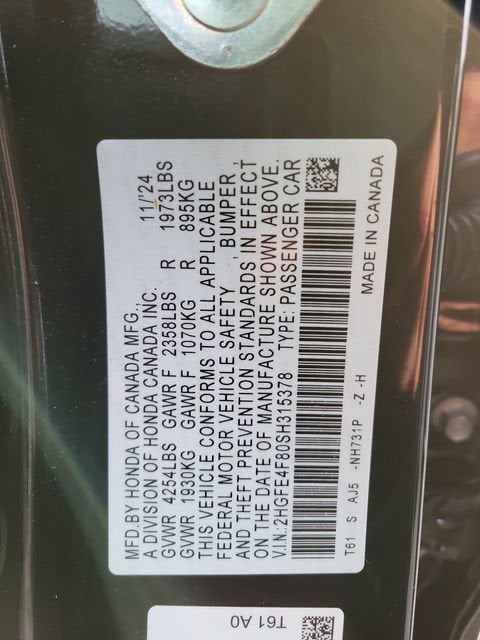 MFD.BY HONDA OF CANADA MFG., 11/'24
A DIVISION OF HONDA CANADA INC.
GVWR 4254LBS GAWR F 2358LBS R 1973LBS
GVWR 1930KG GAWR F 1070KG R 895KG
THIS VEHICLE CONFORMS TO ALL APPLICABLE
FEDERAL MOTOR VEHICLE SAFETY , BUMPER ,
AND THEFT PREVENTION STANDARDS IN EFFECT
ON THE DATE OF MANUFACTURE SHOWN ABOVE.
V.I.N.:2HGFE4F80SH315378 TYPE: PASSENGER CAR
T61 S AJ5 -NH731P -Z -H MADE IN CANADA
T61 A0